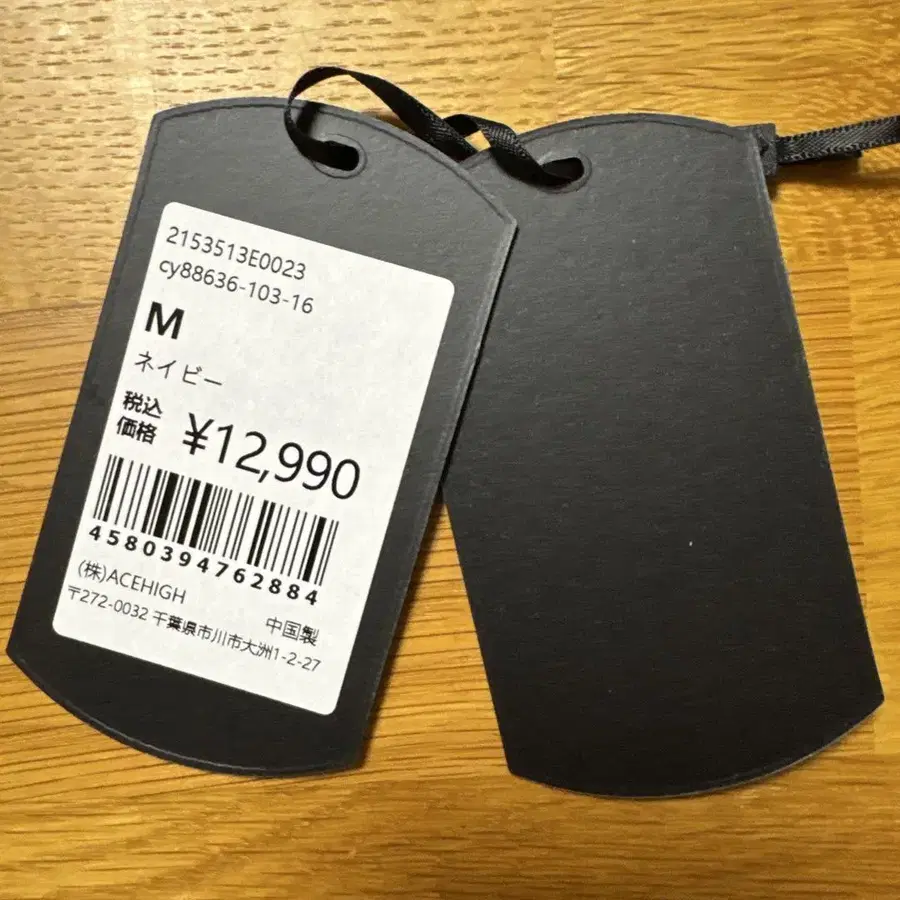 2153513E0023
cy88636-103-16
M
ネイビー
税込
価格 ¥12,990
4580394762884
(株)ACEHIGH
中国製
〒272-0032 千葉県市川市大洲1-2-27